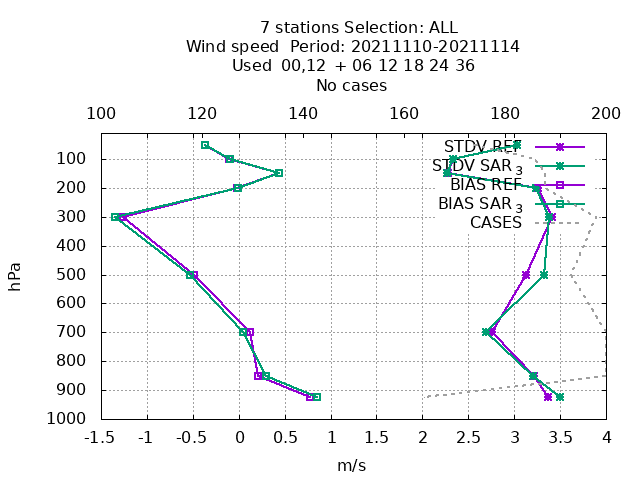 7 stations Selection: ALL
Wind speed  Period: 20211110-20211114
Used  00,12  + 06 12 18 24 36
No cases
100 120 140 160 180 200
STDV REF
STDV SAR 3
BIAS REF
BIAS SAR 3
CASES
100
200
300
400
500
600
700
800
900
1000
hPa
-1.5 -1 -0.5 0 0.5 1 1.5 2 2.5 3 3.5 4
m/s